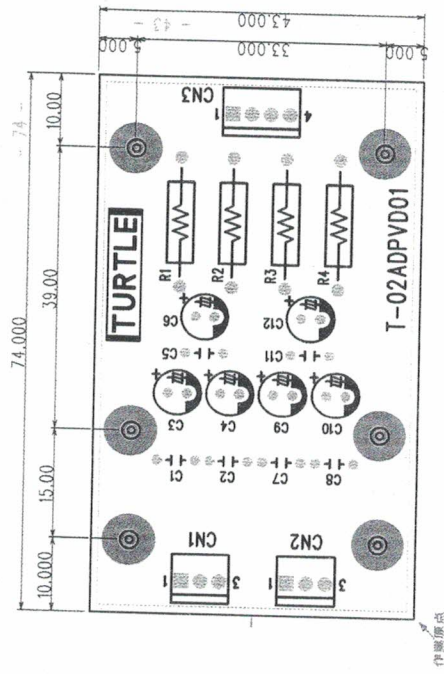 - 43 -
43.000
5.000
33.000
5.000
- 74 -
74.000
10.00
39.00
15.00
10.000
CN3
1
4
TURTLE
T-02ADPVD01
R1
R2
R3
R4
C6
C12
C5
C11
C3
C4
C9
C10
C1
C2
C7
C8
CN1
1
3
CN2
1
3
作図原点